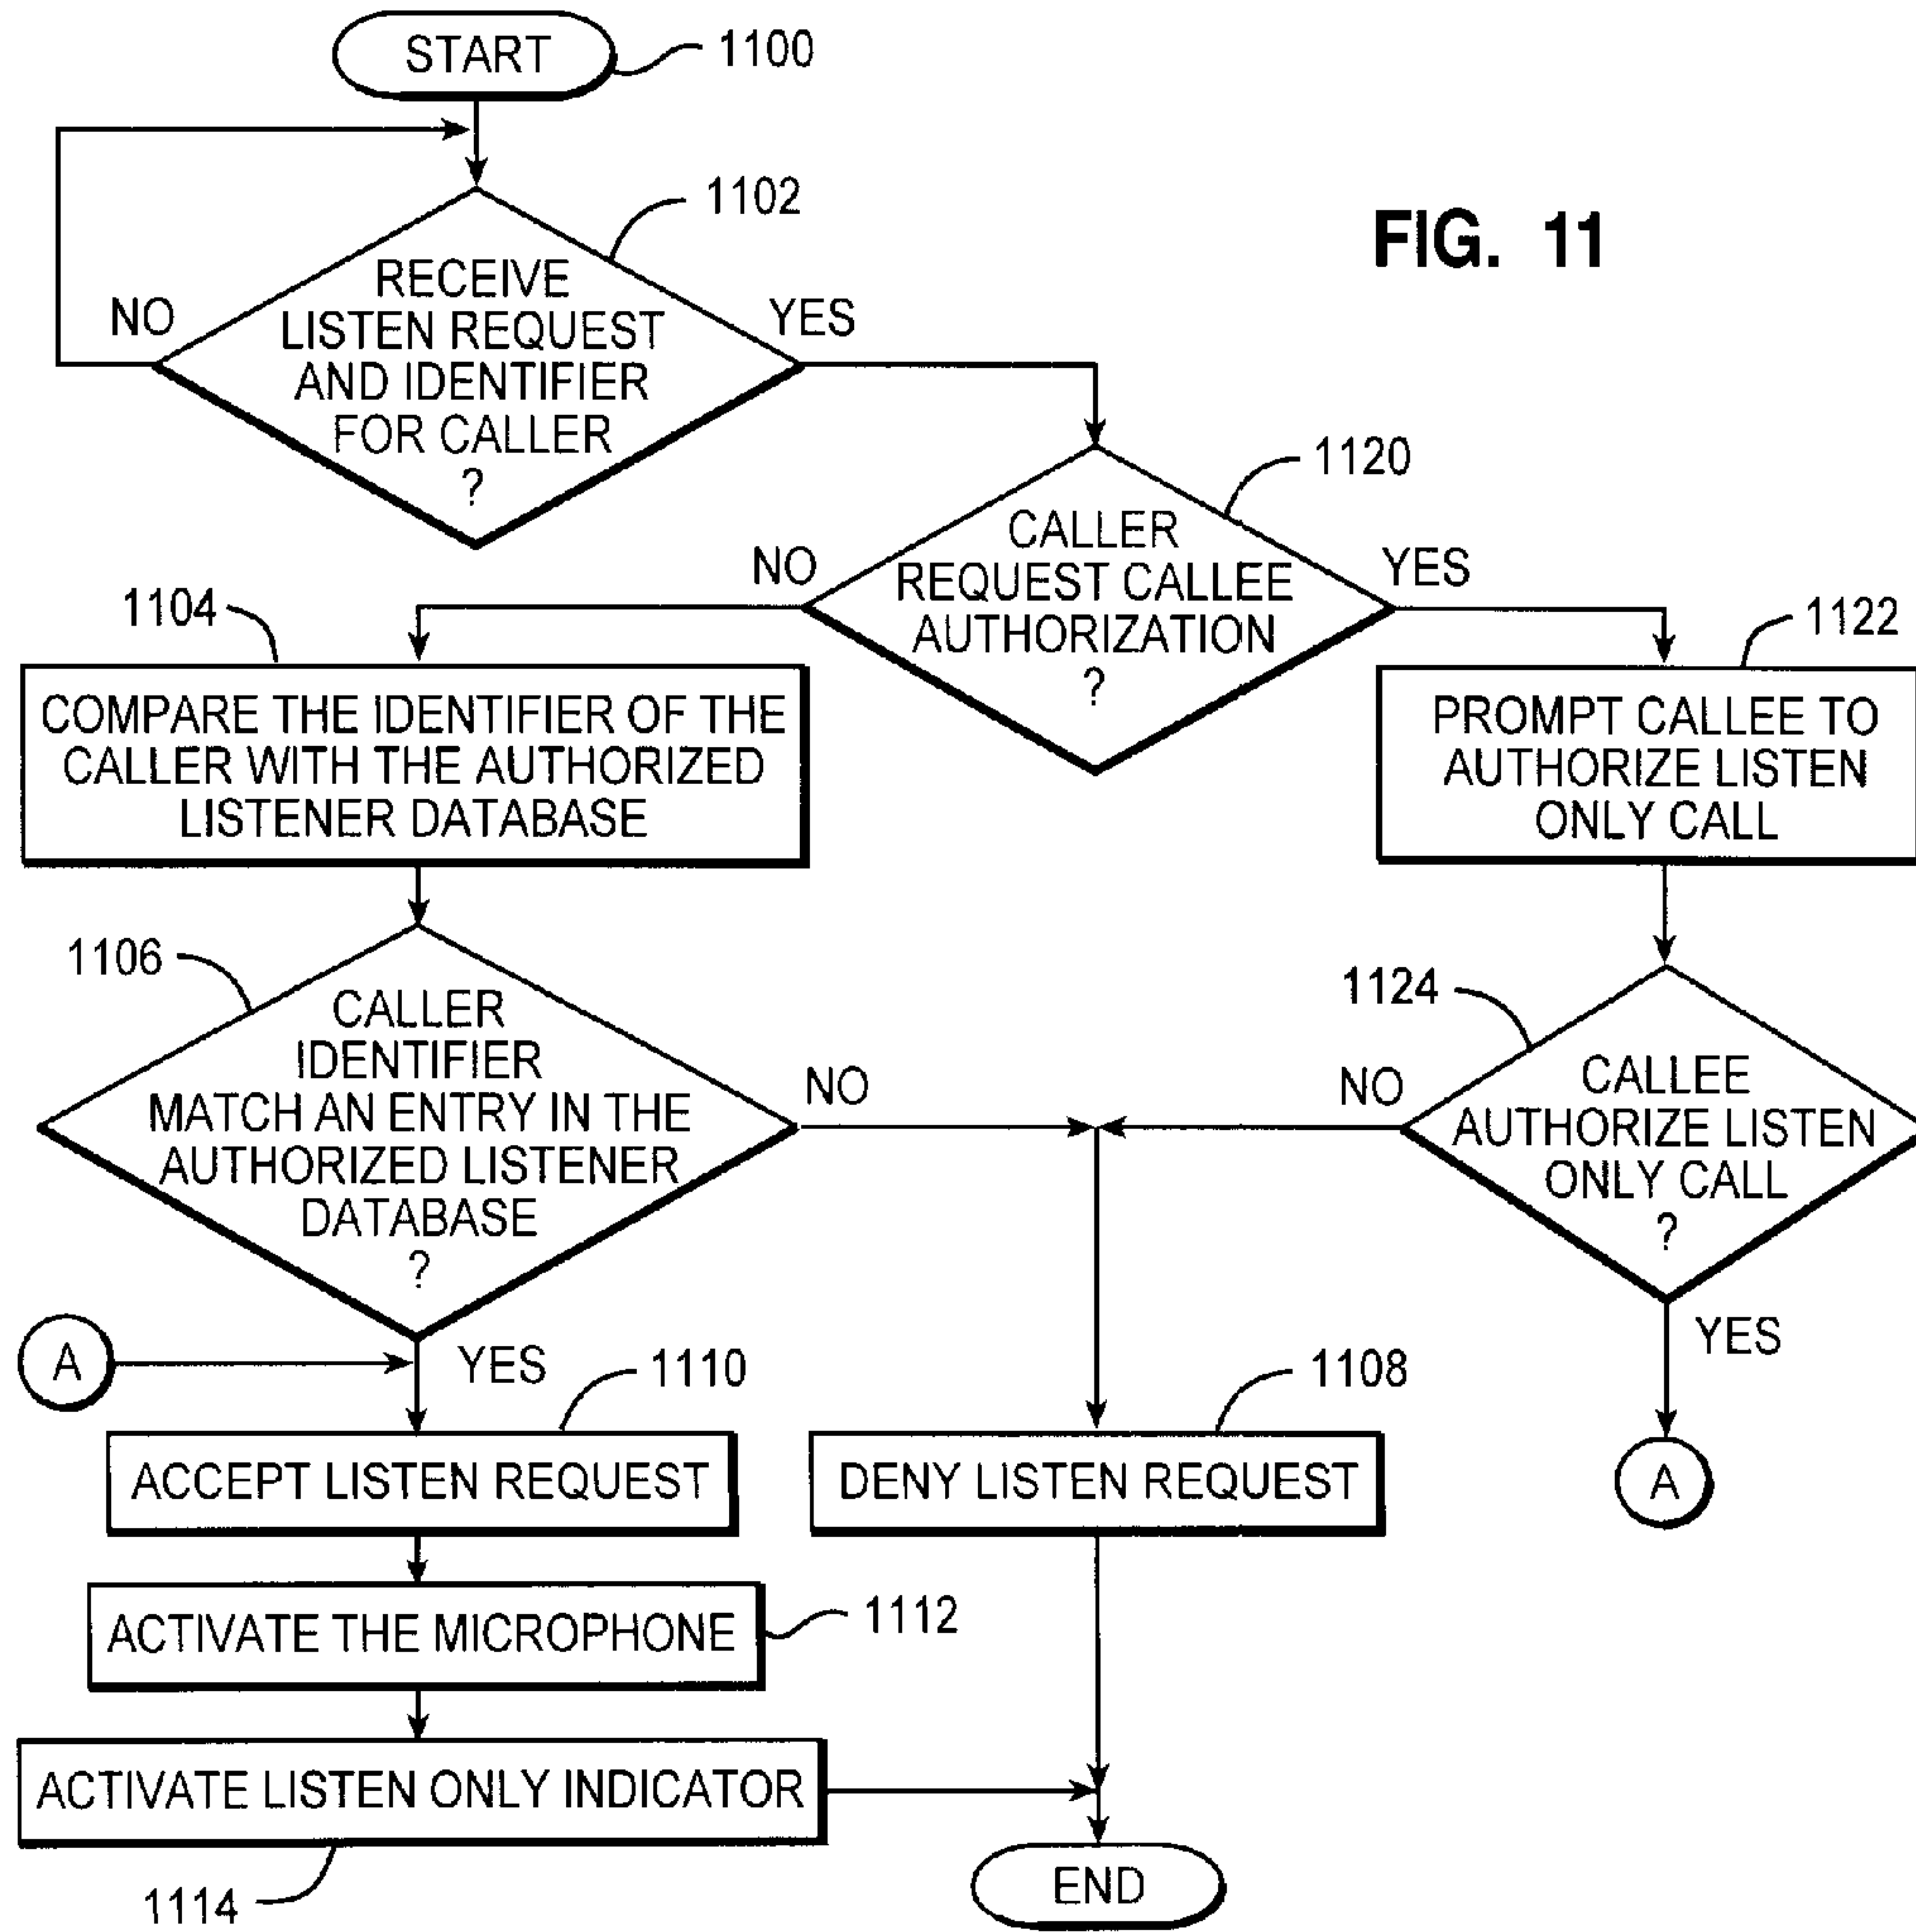 START
1100
1102
FIG. 11
RECEIVE
LISTEN REQUEST
AND IDENTIFIER
FOR CALLER
?
NO
YES
1120
CALLER
REQUEST CALLEE
AUTHORIZATION
?
NO
YES
1104
1122
COMPARE THE IDENTIFIER OF THE
CALLER WITH THE AUTHORIZED
LISTENER DATABASE
PROMPT CALLEE TO
AUTHORIZE LISTEN
ONLY CALL
1106
1124
CALLER
IDENTIFIER
MATCH AN ENTRY IN THE
AUTHORIZED LISTENER
DATABASE
?
NO
NO
CALLEE
AUTHORIZE LISTEN
ONLY CALL
?
A
YES
1110
1108
YES
ACCEPT LISTEN REQUEST
DENY LISTEN REQUEST
A
ACTIVATE THE MICROPHONE
1112
ACTIVATE LISTEN ONLY INDICATOR
1114
END